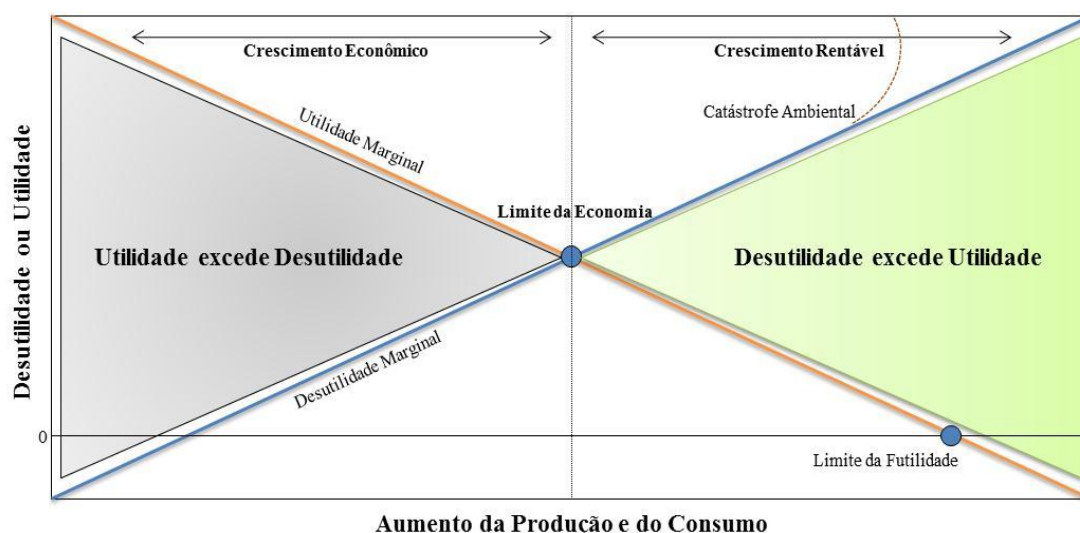 Crescimento Econômico
Crescimento Rentável
Catástrofe Ambiental
Utilidade Marginal
Limite da Economia
Utilidade excede Desutilidade
Desutilidade excede Utilidade
Desutilidade ou Utilidade
Desutilidade Marginal
0
Limite da Futilidade
Aumento da Produção e do Consumo